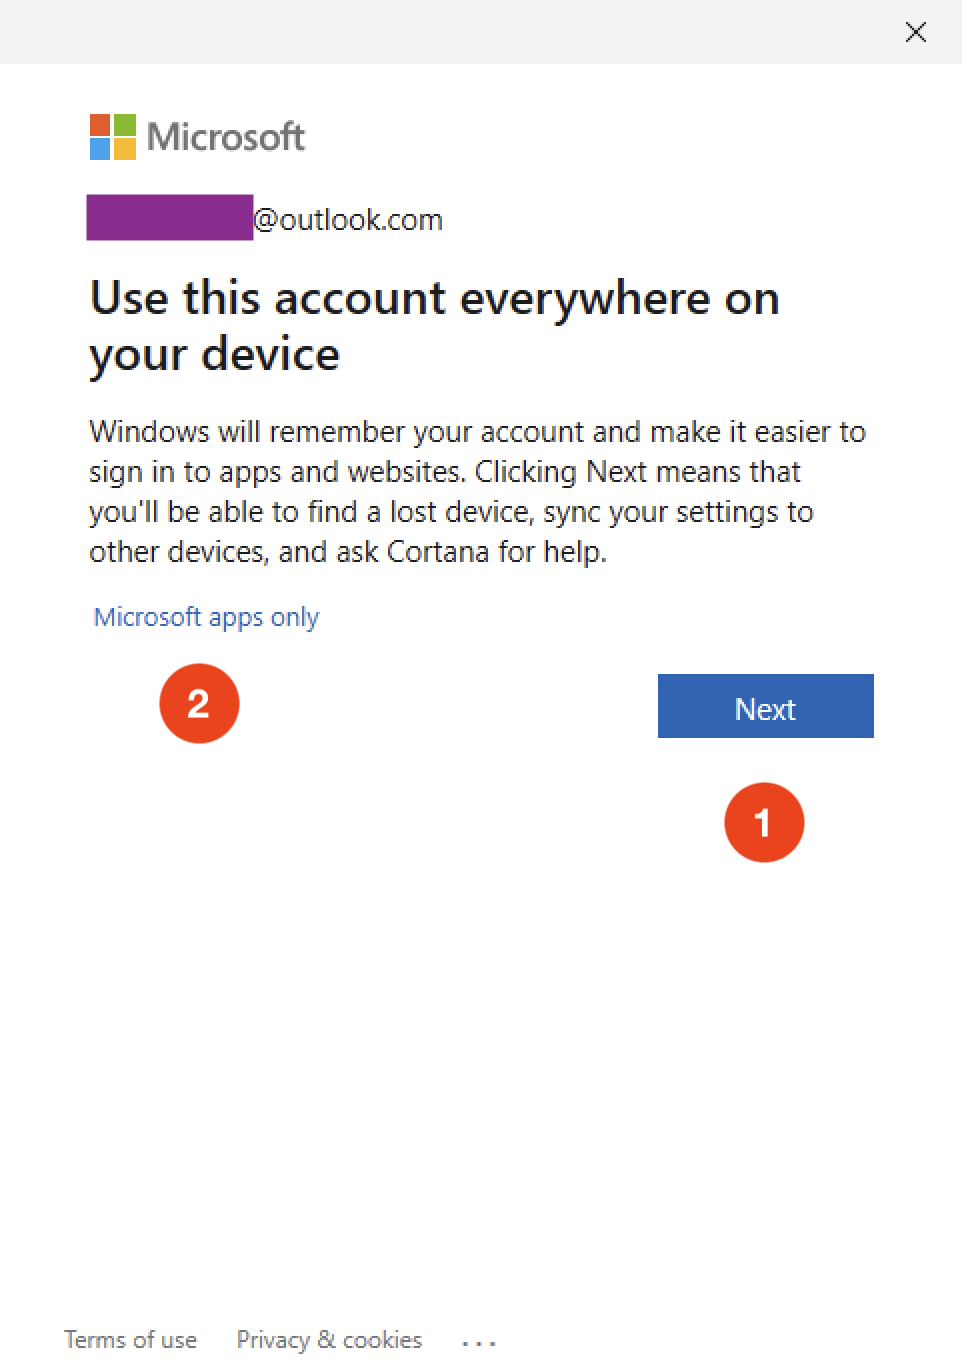 Microsoft
@outlook.com
Use this account everywhere on
your device
Windows will remember your account and make it easier to
sign in to apps and websites. Clicking Next means that
you'll be able to find a lost device, sync your settings to
other devices, and ask Cortana for help.
Microsoft apps only
2
Next
1
Terms of use Privacy & cookies ...